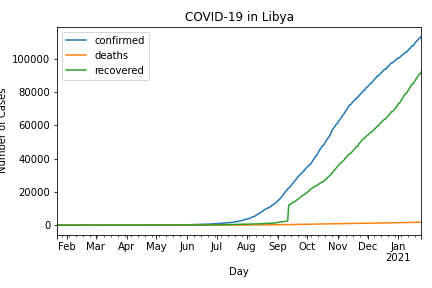 COVID-19 in Libya
confirmed
deaths
recovered
100000
80000
60000
40000
20000
0
Number of Cases
Feb Mar Apr May Jun Jul Aug Sep Oct Nov Dec Jan
2021
Day